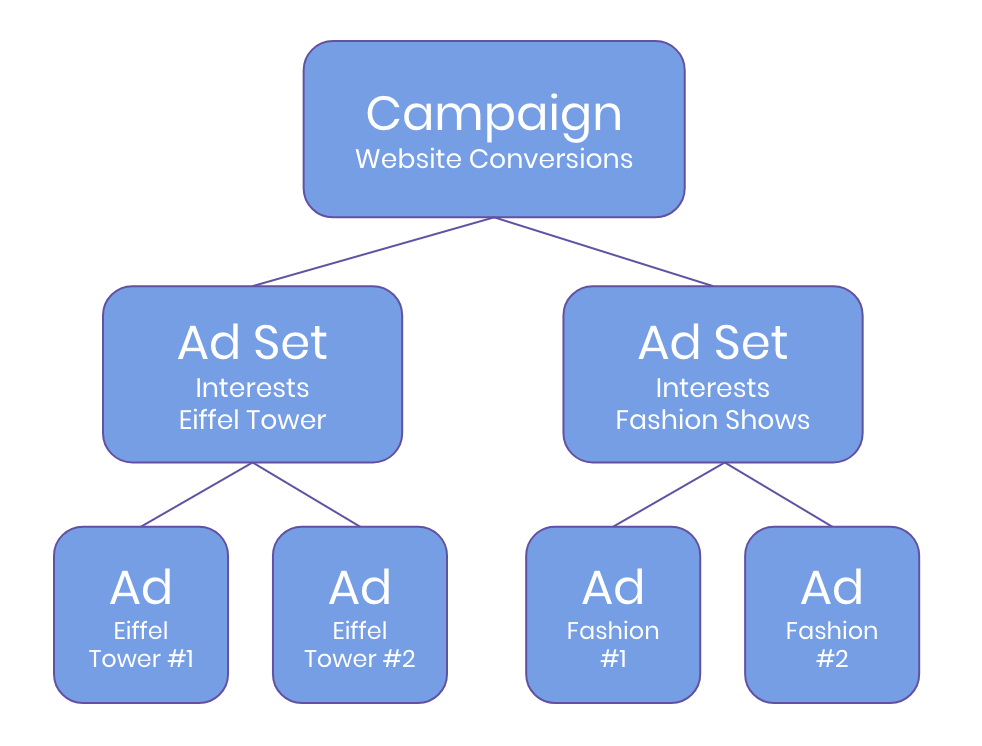 Campaign
Website Conversions
Ad Set
Interests
Eiffel Tower
Ad Set
Interests
Fashion Shows
Ad
Eiffel
Tower #1
Ad
Eiffel
Tower #2
Ad
Fashion
#1
Ad
Fashion
#2